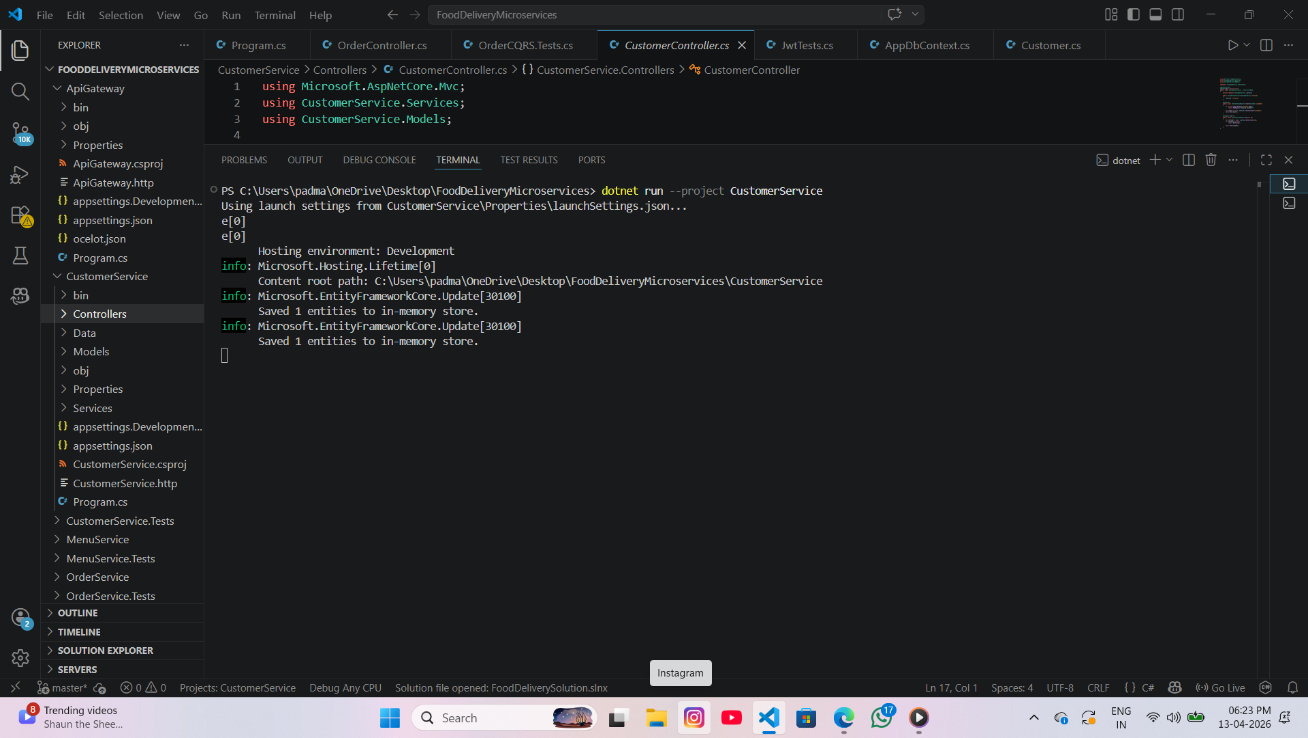 File Edit Selection View Go Run Terminal Help
FoodDeliveryMicroservices
EXPLORER
Program.cs
OrderController.cs
OrderCQRS.Tests.cs
CustomerController.cs
JwtTests.cs
AppDbContext.cs
Customer.cs
FOODDELIVERYMICROSERVICES
ApiGateway
bin
obj
Properties
ApiGateway.csproj
ApiGateway.http
appsettings.Developmen...
appsettings.json
ocelot.json
Program.cs
CustomerService
bin
Controllers
Data
Models
obj
Properties
Services
appsettings.Developmen...
appsettings.json
CustomerService.csproj
CustomerService.http
Program.cs
CustomerService.Tests
MenuService
MenuService.Tests
OrderService
OrderService.Tests
OUTLINE
TIMELINE
SOLUTION EXPLORER
SERVERS
10K
2
CustomerService > Controllers > CustomerController.cs > { } CustomerService.Controllers > CustomerController
1 using Microsoft.AspNetCore.Mvc;
2 using CustomerService.Services;
3 using CustomerService.Models;
4
PROBLEMS OUTPUT DEBUG CONSOLE TERMINAL TEST RESULTS PORTS
dotnet
PS C:\Users\padma\OneDrive\Desktop\FoodDeliveryMicroservices> dotnet run --project CustomerService
Using launch settings from CustomerService\Properties\launchSettings.json...
e[0]
e[0]
Hosting environment: Development
info: Microsoft.Hosting.Lifetime[0]
Content root path: C:\Users\padma\OneDrive\Desktop\FoodDeliveryMicroservices\CustomerService
info: Microsoft.EntityFrameworkCore.Update[30100]
Saved 1 entities to in-memory store.
info: Microsoft.EntityFrameworkCore.Update[30100]
Saved 1 entities to in-memory store.
Instagram
master* 0 0 Projects: CustomerService Debug Any CPU Solution file opened: FoodDeliverySolution.slnx
Ln 17, Col 1 Spaces: 4 UTF-8 CRLF { } C# Go Live
8
Trending videos
Shaun the Shee...
Search
17
ENG
IN
06:23 PM
13-04-2026